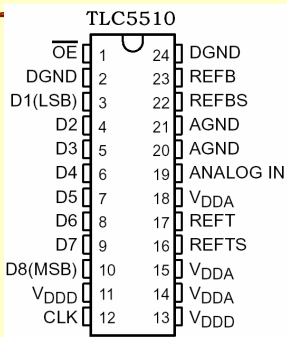 TLC5510
OE 1 24 DGND
DGND 2 23 REFB
D1(LSB) 3 22 REFBS
D2 4 21 AGND
D3 5 20 AGND
D4 6 19 ANALOG IN
D5 7 18 VDDA
D6 8 17 REFT
D7 9 16 REFTS
D8(MSB) 10 15 VDDA
VDDD 11 14 VDDA
CLK 12 13 VDDD